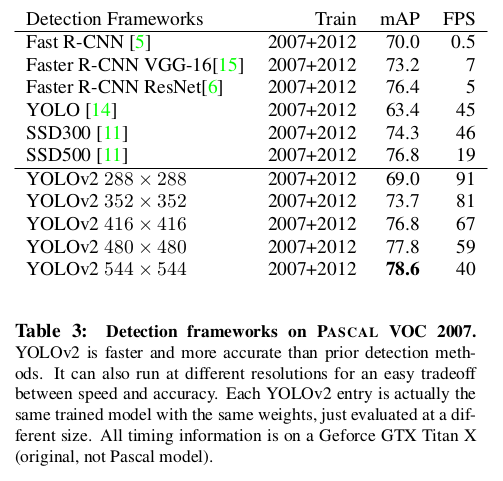 Detection Frameworks Train mAP FPS
Fast R-CNN [5] 2007+2012 70.0 0.5
Faster R-CNN VGG-16[15] 2007+2012 73.2 7
Faster R-CNN ResNet[6] 2007+2012 76.4 5
YOLO [14] 2007+2012 63.4 45
SSD300 [11] 2007+2012 74.3 46
SSD500 [11] 2007+2012 76.8 19
YOLOv2 288 × 288 2007+2012 69.0 91
YOLOv2 352 × 352 2007+2012 73.7 81
YOLOv2 416 × 416 2007+2012 76.8 67
YOLOv2 480 × 480 2007+2012 77.8 59
YOLOv2 544 × 544 2007+2012 78.6 40
Table 3: Detection frameworks on PASCAL VOC 2007.
YOLOv2 is faster and more accurate than prior detection meth-
ods. It can also run at different resolutions for an easy tradeoff
between speed and accuracy. Each YOLOv2 entry is actually the
same trained model with the same weights, just evaluated at a dif-
ferent size. All timing information is on a Geforce GTX Titan X
(original, not Pascal model).